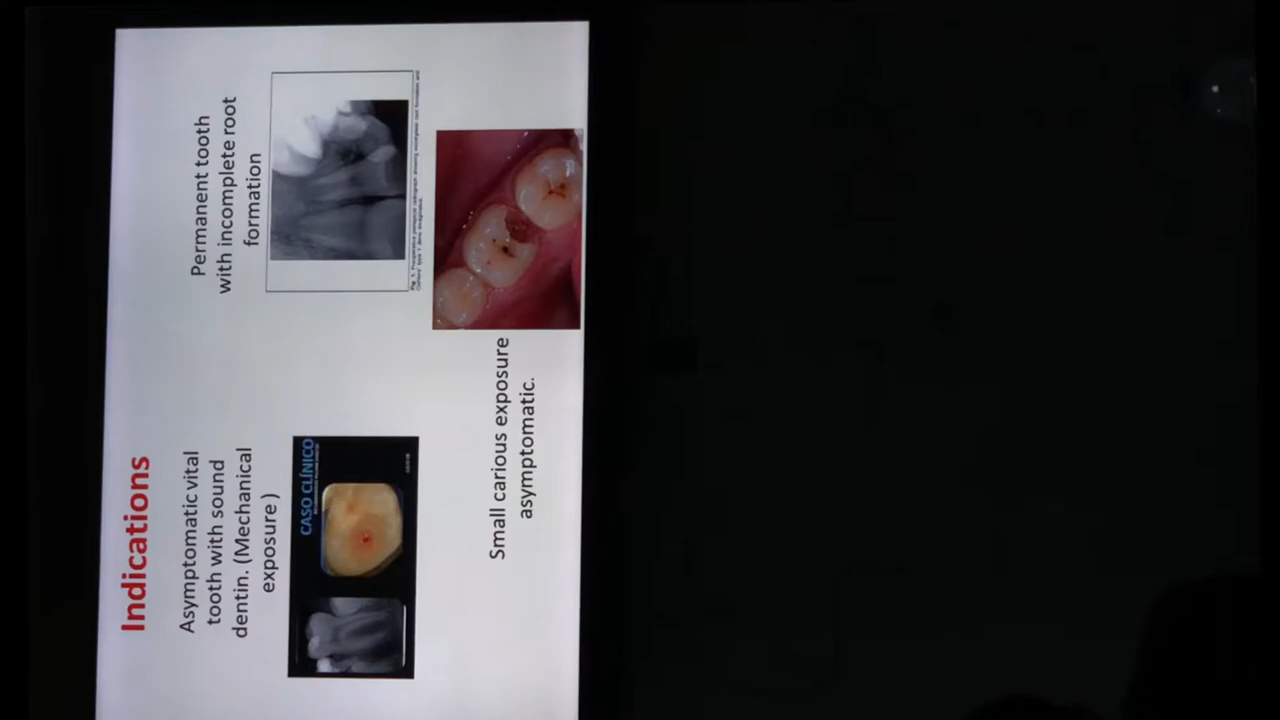 Indications
Asymptomatic vital
tooth with sound
dentin. (Mechanical
exposure )
CASO CLÍNICO
Permanent tooth
with incomplete root
formation
Small carious exposure
asymptomatic.